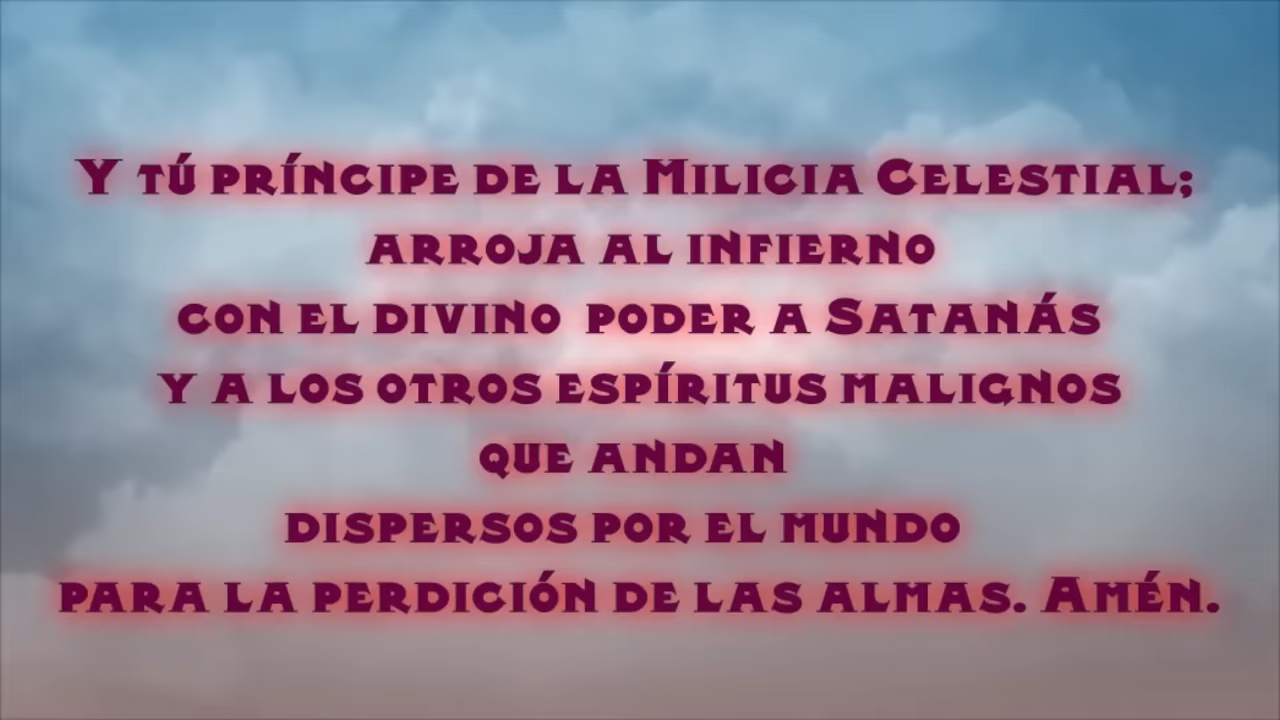 Y tú príncipe de la Milicia Celestial;
arroja al infierno
con el divino poder a Satanás
y a los otros espíritus malignos
que andan
dispersos por el mundo
para la perdición de las almas. Amén.